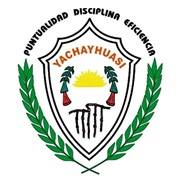 PUNTUALIDAD DISCIPLINA EFICIENCIA
YACHAYHUASI